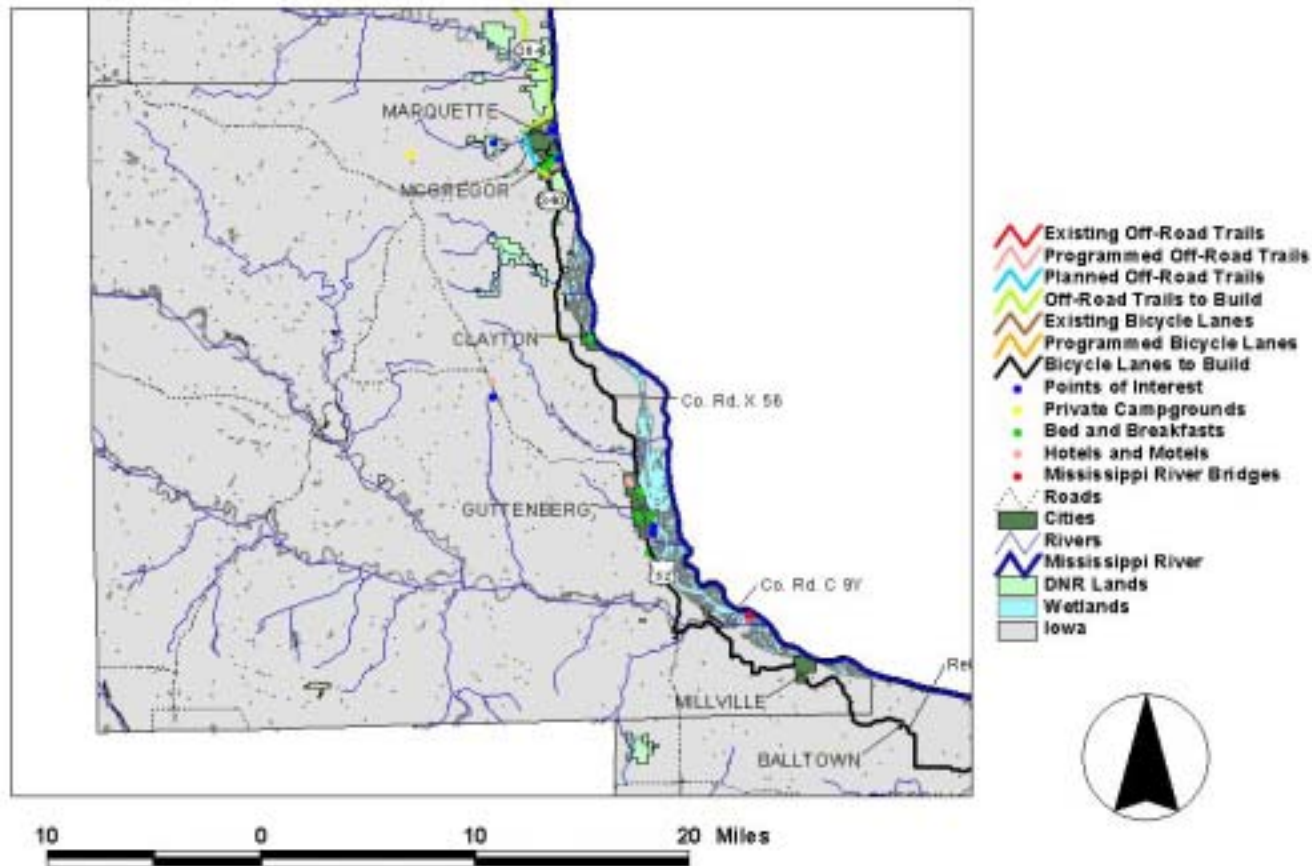 MARQUETTE
MCGREGOR
340
CLAYTON
Co. Rd. X 56
GUTTENBERG
52
Co. Rd. C 9Y
MILLVILLE
BALLTOWN
Existing Off-Road Trails
Programmed Off-Road Trails
Planned Off-Road Trails
Off-Road Trails to Build
Existing Bicycle Lanes
Programmed Bicycle Lanes
Bicycle Lanes to Build
Points of Interest
Private Campgrounds
Bed and Breakfasts
Hotels and Motels
Mississippi River Bridges
Roads
Cities
Rivers
Mississippi River
DNR Lands
Wetlands
Iowa
10 0 10 20 Miles